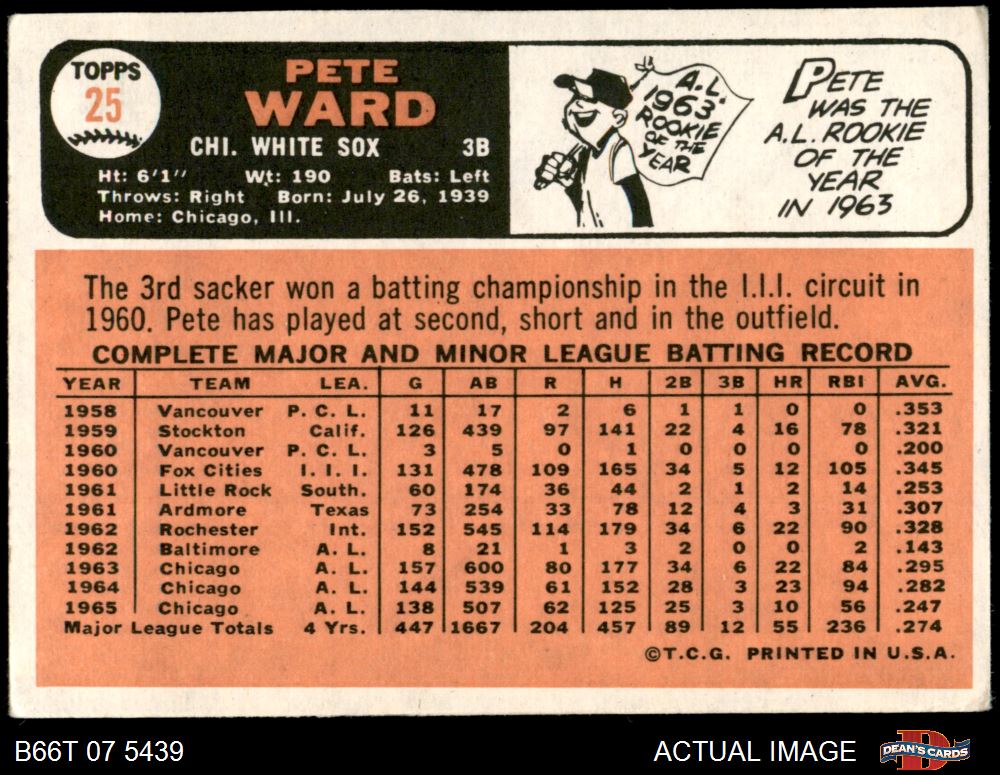 TOPPS
25
PETE
WARD
CHI. WHITE SOX 3B
Ht: 6'1" Wt: 190 Bats: Left
Throws: Right Born: July 26, 1939
Home: Chicago, Ill.
A.L.
1963
ROOKIE
OF THE
YEAR
PETE
WAS THE
A.L. ROOKIE
OF THE
YEAR
IN 1963
The 3rd sacker won a batting championship in the I.I.I. circuit in
1960. Pete has played at second, short and in the outfield.
COMPLETE MAJOR AND MINOR LEAGUE BATTING RECORD
YEAR TEAM LEA. G AB R H 2B 3B HR RBI AVG.
1958 Vancouver P. C. L. 11 17 2 6 1 1 0 0 .353
1959 Stockton Calif. 126 439 97 141 22 4 16 78 .321
1960 Vancouver P. C. L. 3 5 0 1 0 0 0 0 .200
1960 Fox Cities I. I. I. 131 478 109 165 34 5 12 105 .345
1961 Little Rock South. 60 174 36 44 2 1 2 14 .253
1961 Ardmore Texas 73 254 33 78 12 4 3 31 .307
1962 Rochester Int. 152 545 114 179 34 6 22 90 .328
1962 Baltimore A. L. 8 21 1 3 2 0 0 2 .143
1963 Chicago A. L. 157 600 80 177 34 6 22 84 .295
1964 Chicago A. L. 144 539 61 152 28 3 23 94 .282
1965 Chicago A. L. 138 507 62 125 25 3 10 56 .247
Major League Totals 4 Yrs. 447 1667 204 457 89 12 55 236 .274
©T.C.G. PRINTED IN U.S.A.
B66T 07 5439 ACTUAL IMAGE DEAN'S CARDS